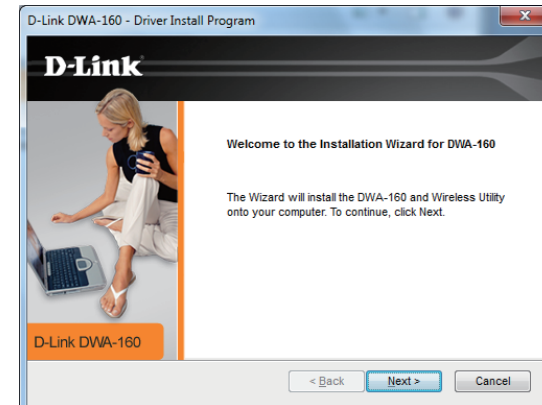 D-Link DWA-160 - Driver Install Program
D-Link
Welcome to the Installation Wizard for DWA-160
The Wizard will install the DWA-160 and Wireless Utility
onto your computer. To continue, click Next.
D-Link DWA-160
< Back
Next >
Cancel